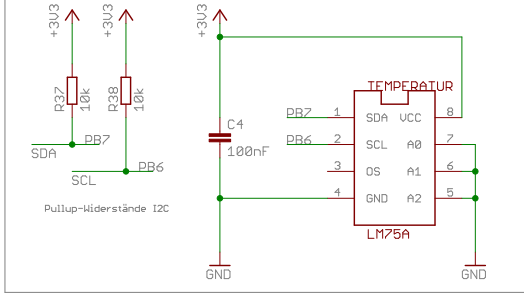 +3V3
+3V3
+3V3
R37
10k
R38
10k
SDA
PB7
SCL
PB6
Pullup-Widerstände I2C
C4
100nF
GND
TEMPERATUR
PB7 1 SDA VCC 8
PB6 2 SCL A0 7
3 OS A1 6
4 GND A2 5
LM75A
GND